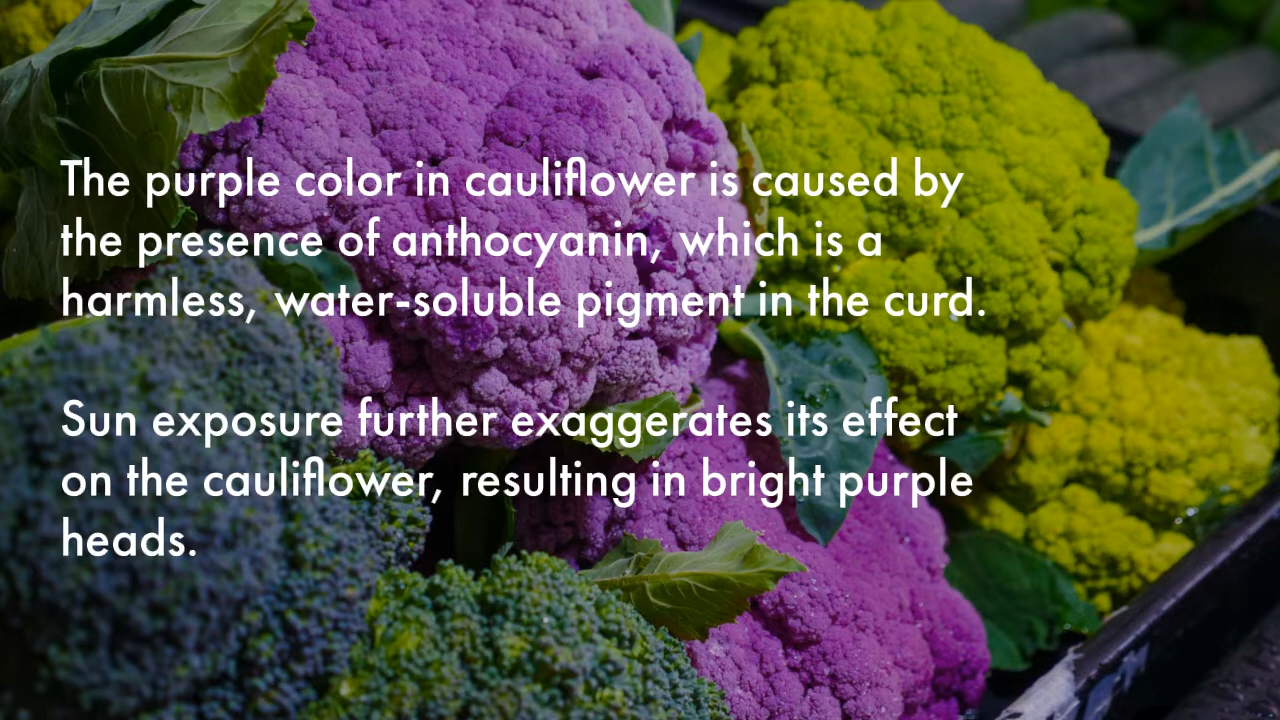 The purple color in cauliflower is caused by
the presence of anthocyanin, which is a
harmless, water-soluble pigment in the curd.
Sun exposure further exaggerates its effect
on the cauliflower, resulting in bright purple
heads.